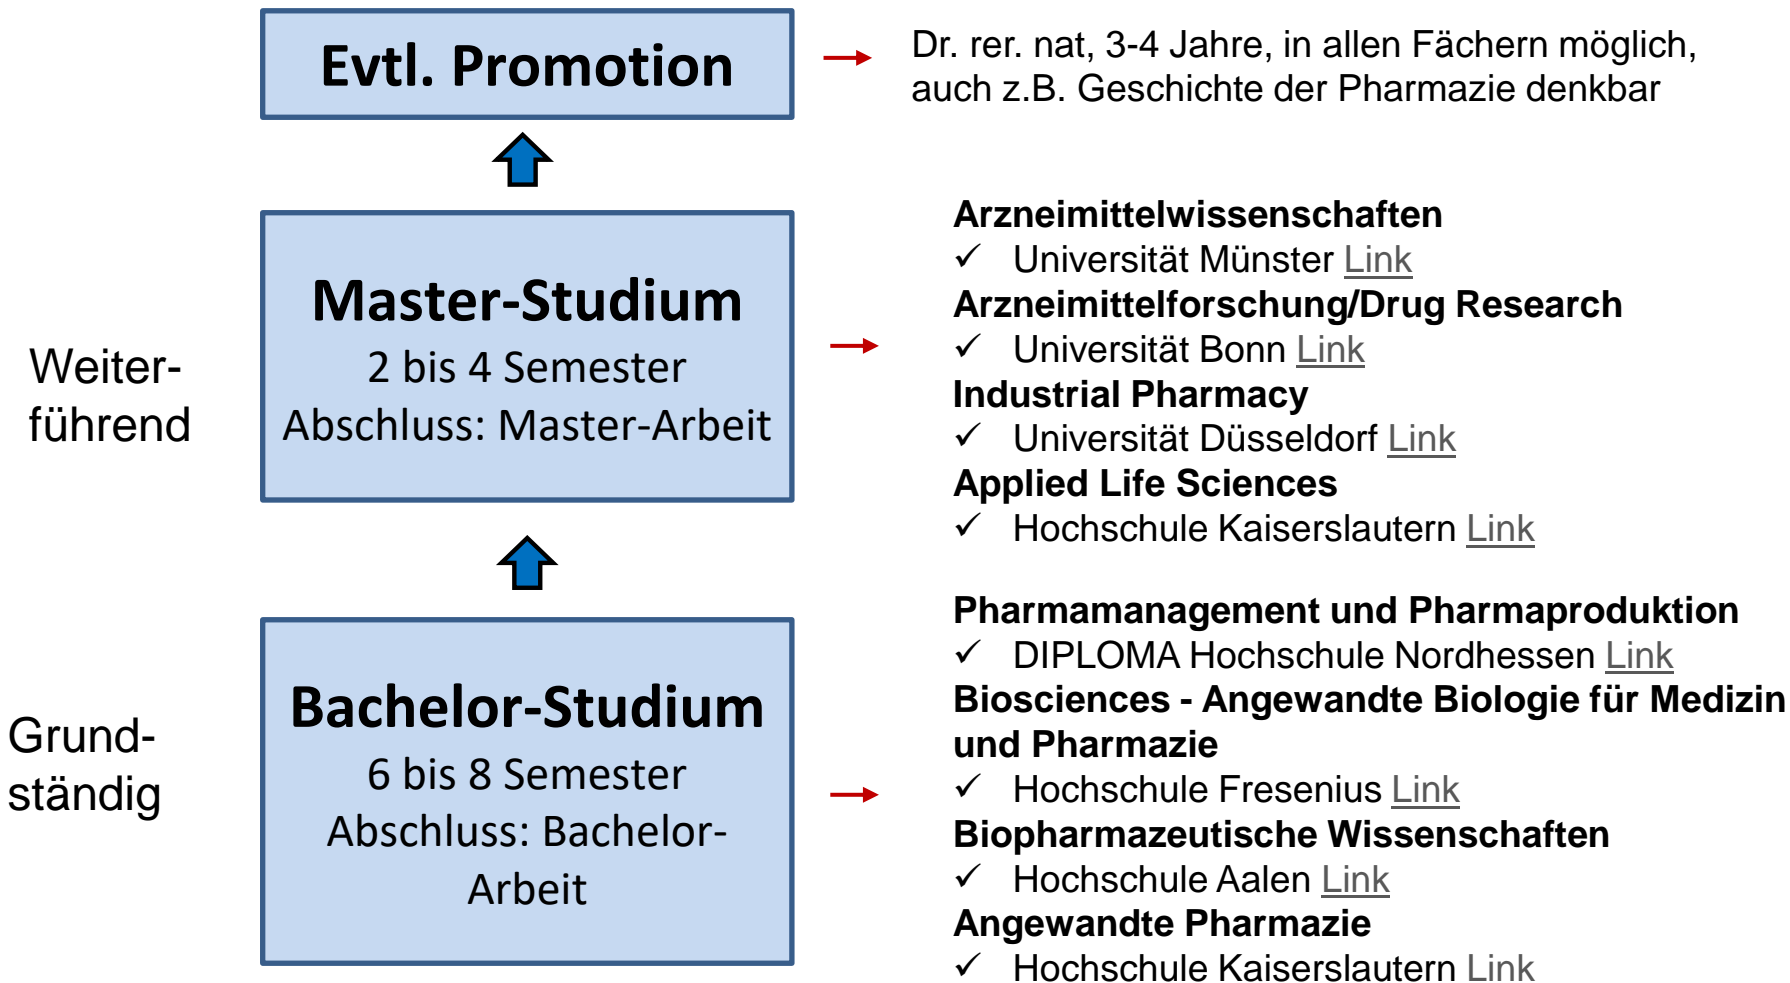 Evtl. Promotion
Dr. rer. nat, 3-4 Jahre, in allen Fächern möglich,
auch z.B. Geschichte der Pharmazie denkbar
Weiter-
führend
Master-Studium
2 bis 4 Semester
Abschluss: Master-Arbeit
Arzneimittelwissenschaften
✓ Universität Münster Link
Arzneimittelforschung/Drug Research
✓ Universität Bonn Link
Industrial Pharmacy
✓ Universität Düsseldorf Link
Applied Life Sciences
✓ Hochschule Kaiserslautern Link
Grund-
ständig
Bachelor-Studium
6 bis 8 Semester
Abschluss: Bachelor-
Arbeit
Pharmamanagement und Pharmaproduktion
✓ DIPLOMA Hochschule Nordhessen Link
Biosciences - Angewandte Biologie für Medizin
und Pharmazie
✓ Hochschule Fresenius Link
Biopharmazeutische Wissenschaften
✓ Hochschule Aalen Link
Angewandte Pharmazie
✓ Hochschule Kaiserslautern Link